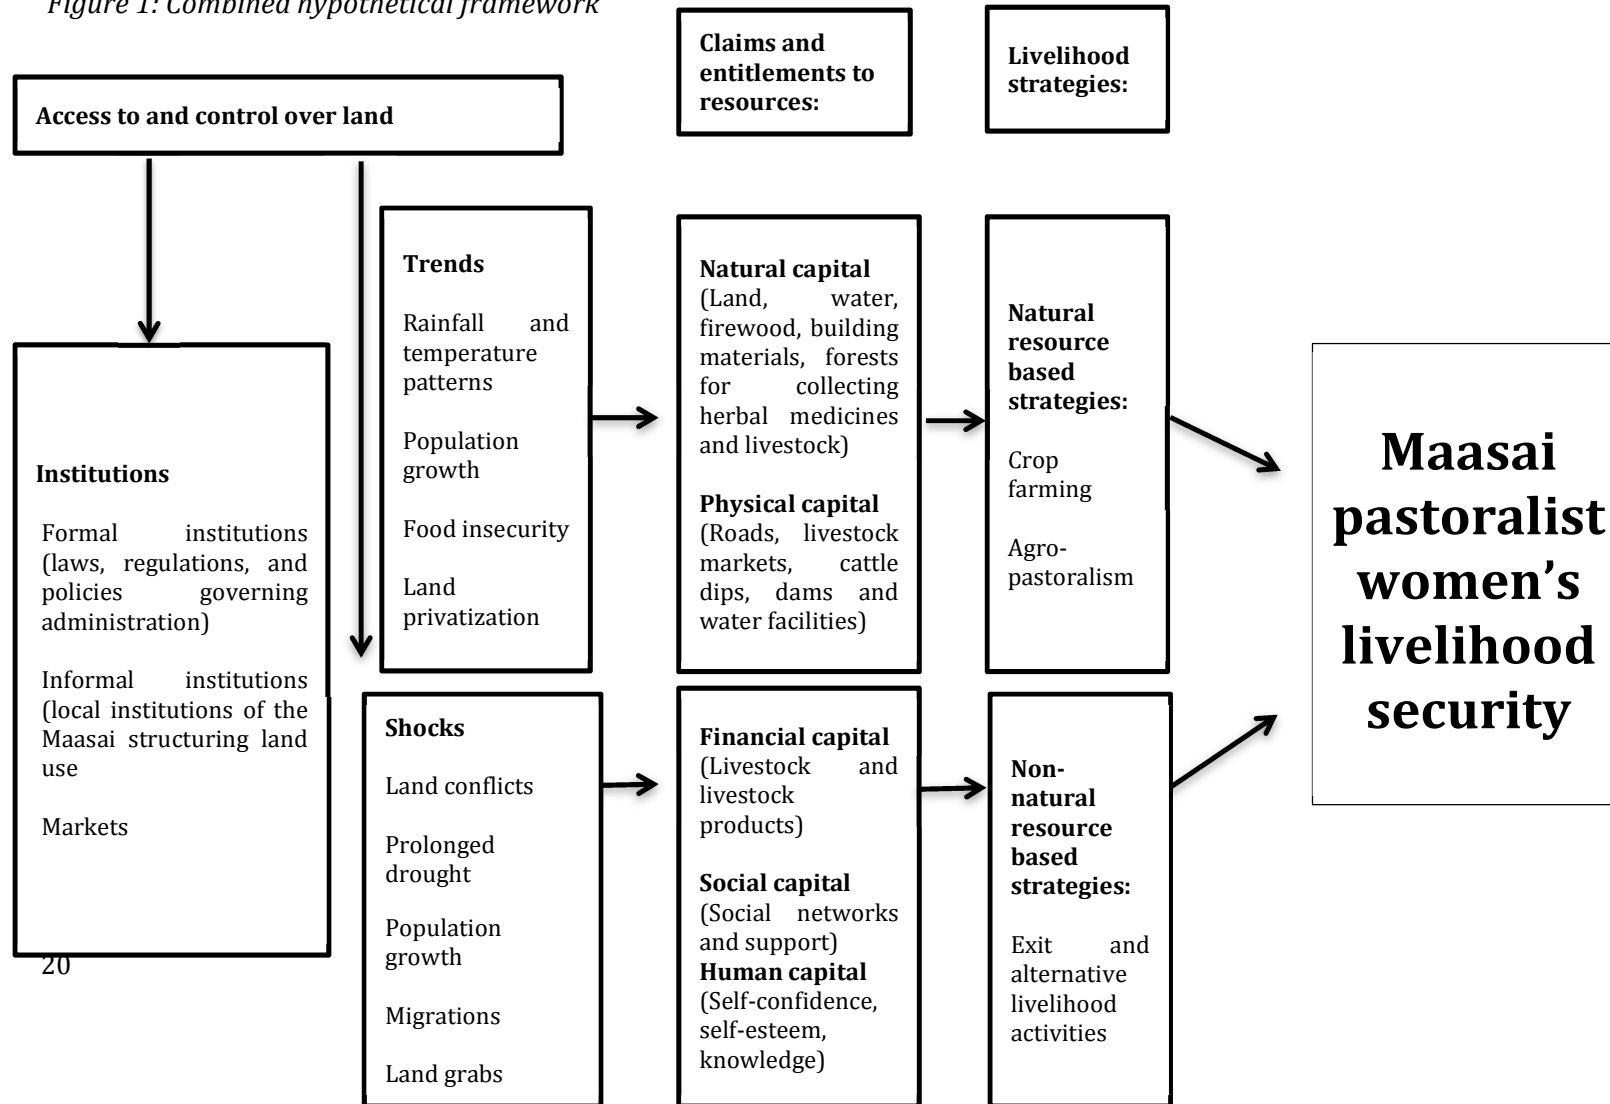 Figure 1: Combined hypothetical framework
Access to and control over land
Claims and
entitlements to
resources:
Livelihood
strategies:
Institutions
Formal institutions
(laws, regulations, and
policies governing
administration)
Informal institutions
(local institutions of the
Maasai structuring land
use
Markets
20
Trends
Rainfall and
temperature
patterns
Population
growth
Food insecurity
Land
privatization
Shocks
Land conflicts
Prolonged
drought
Population
growth
Migrations
Land grabs
Natural capital
(Land, water,
firewood, building
materials, forests
for collecting
herbal medicines
and livestock)
Physical capital
(Roads, livestock
markets, cattle
dips, dams and
water facilities)
Financial capital
(Livestock and
livestock
products)
Social capital
(Social networks
and support)
Human capital
(Self-confidence,
self-esteem,
knowledge)
Natural
resource
based
strategies:
Crop
farming
Agro-
pastoralism
Non-
natural
resource
based
strategies:
Exit and
alternative
livelihood
activities
Maasai
pastoralist
women’s
livelihood
security